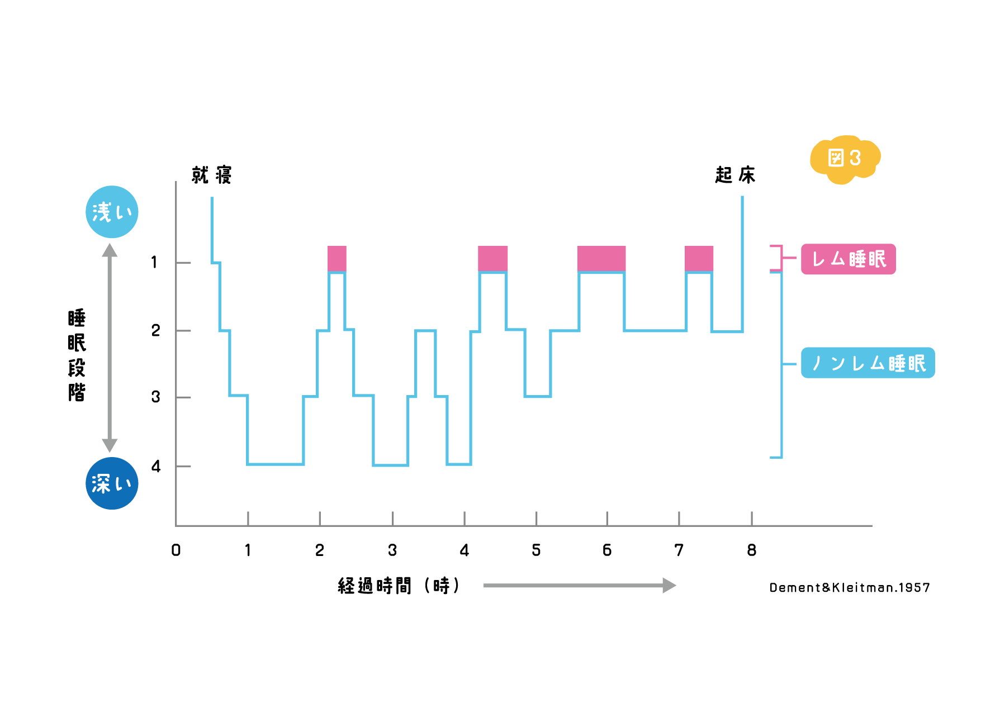 図3
就寝
起床
浅い
レム睡眠
1
睡眠段階
2
ノンレム睡眠
3
4
深い
0 1 2 3 4 5 6 7 8
経過時間（時）
Dement&Kleitman.1957